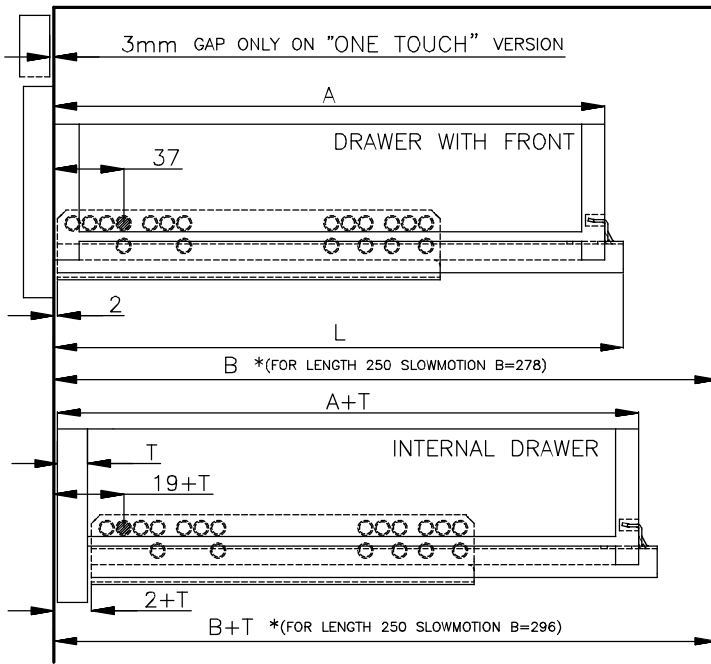 3mm GAP ONLY ON "ONE TOUCH" VERSION
A
DRAWER WITH FRONT
37
2
L
B *(FOR LENGTH 250 SLOWMOTION B=278)
A+T
INTERNAL DRAWER
T
19+T
2+T
B+T *(FOR LENGTH 250 SLOWMOTION B=296)